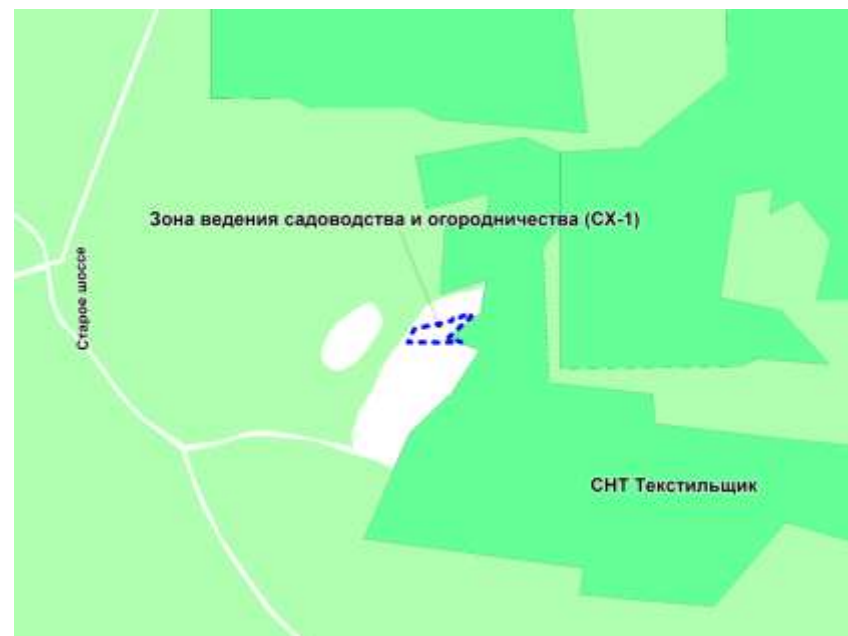 Зона ведения садоводства и огородничества (СХ-1)
Старое шоссе
СНТ Текстильщик